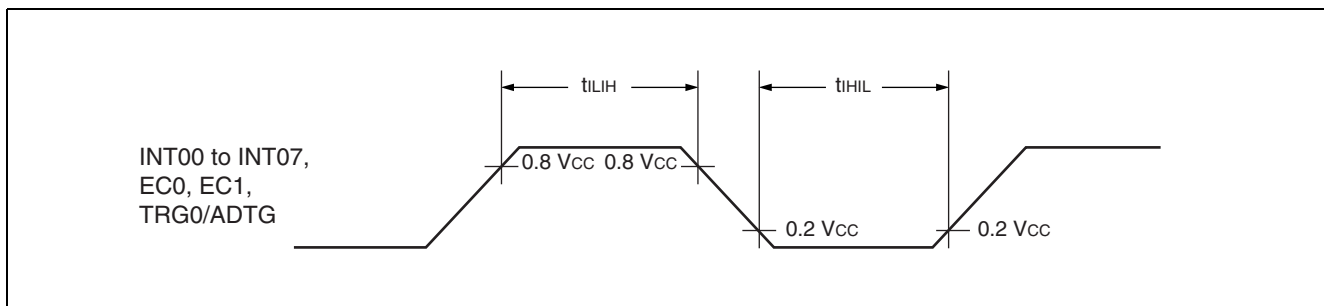 tILIH
tIHIL
INT00 to INT07,
EC0, EC1,
TRG0/ADTG
0.8 VCC 0.8 VCC
0.2 VCC
0.2 VCC